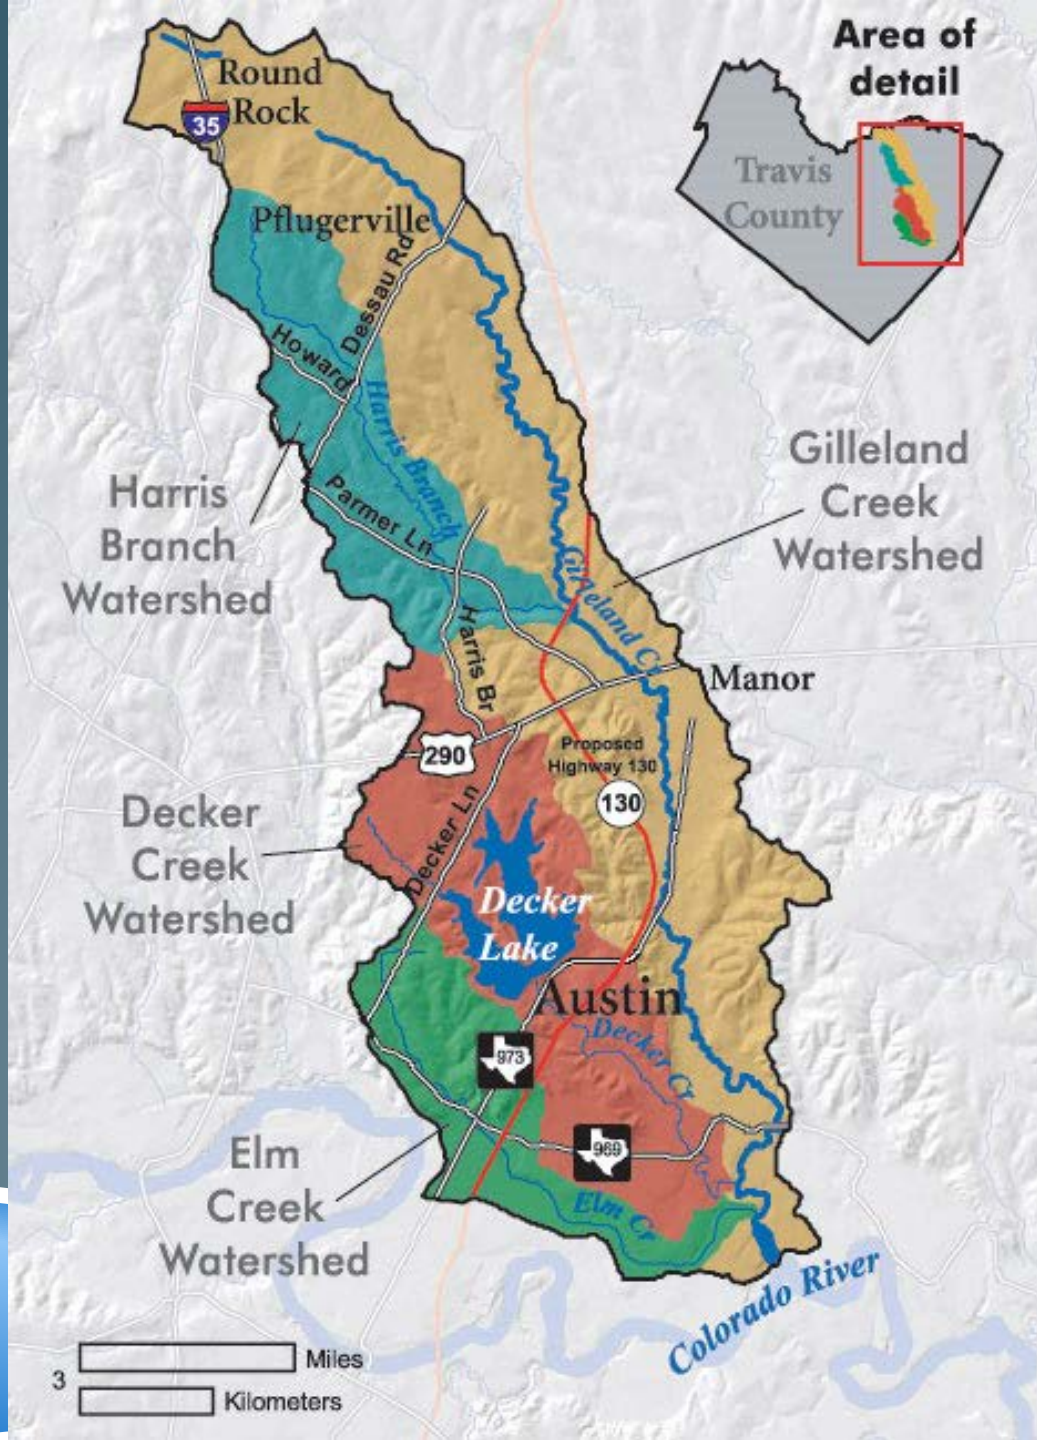 Area of
detail
Travis
County
Round
Rock
35
Pflugerville
Dessau Rd
Howard
Harris Branch
Parmer Ln
Harris
Branch
Watershed
Gilleland
Creek
Watershed
Gilleland Cr
Harris Br
Manor
290
Proposed
Highway 130
130
Decker Ln
Decker
Creek
Watershed
Decker
Lake
Austin
Decker Cr
973
969
Elm
Creek
Watershed
Elm Cr
Colorado River
3
Miles
Kilometers